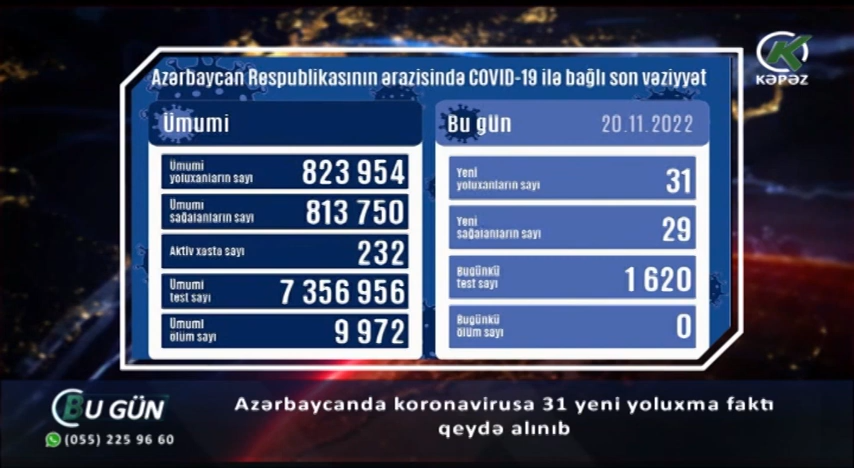 KƏPƏZ
Azərbaycan Respublikasının ərazisində COVID-19 ilə bağlı son vəziyyət
Ümumi
Ümumi
yoluxanların sayı
823 954
Ümumi
sağalanların sayı
813 750
Aktiv xəstə sayı
232
Ümumi
test sayı
7 356 956
Ümumi
ölüm sayı
9 972
Bu gün
20.11.2022
Yeni
yoluxanların sayı
31
Yeni
sağalanların sayı
29
Bugünkü
test sayı
1 620
Bugünkü
ölüm sayı
0
BU GÜN
(055) 225 96 60
Azərbaycanda koronavirusa 31 yeni yoluxma faktı
qeydə alınıb